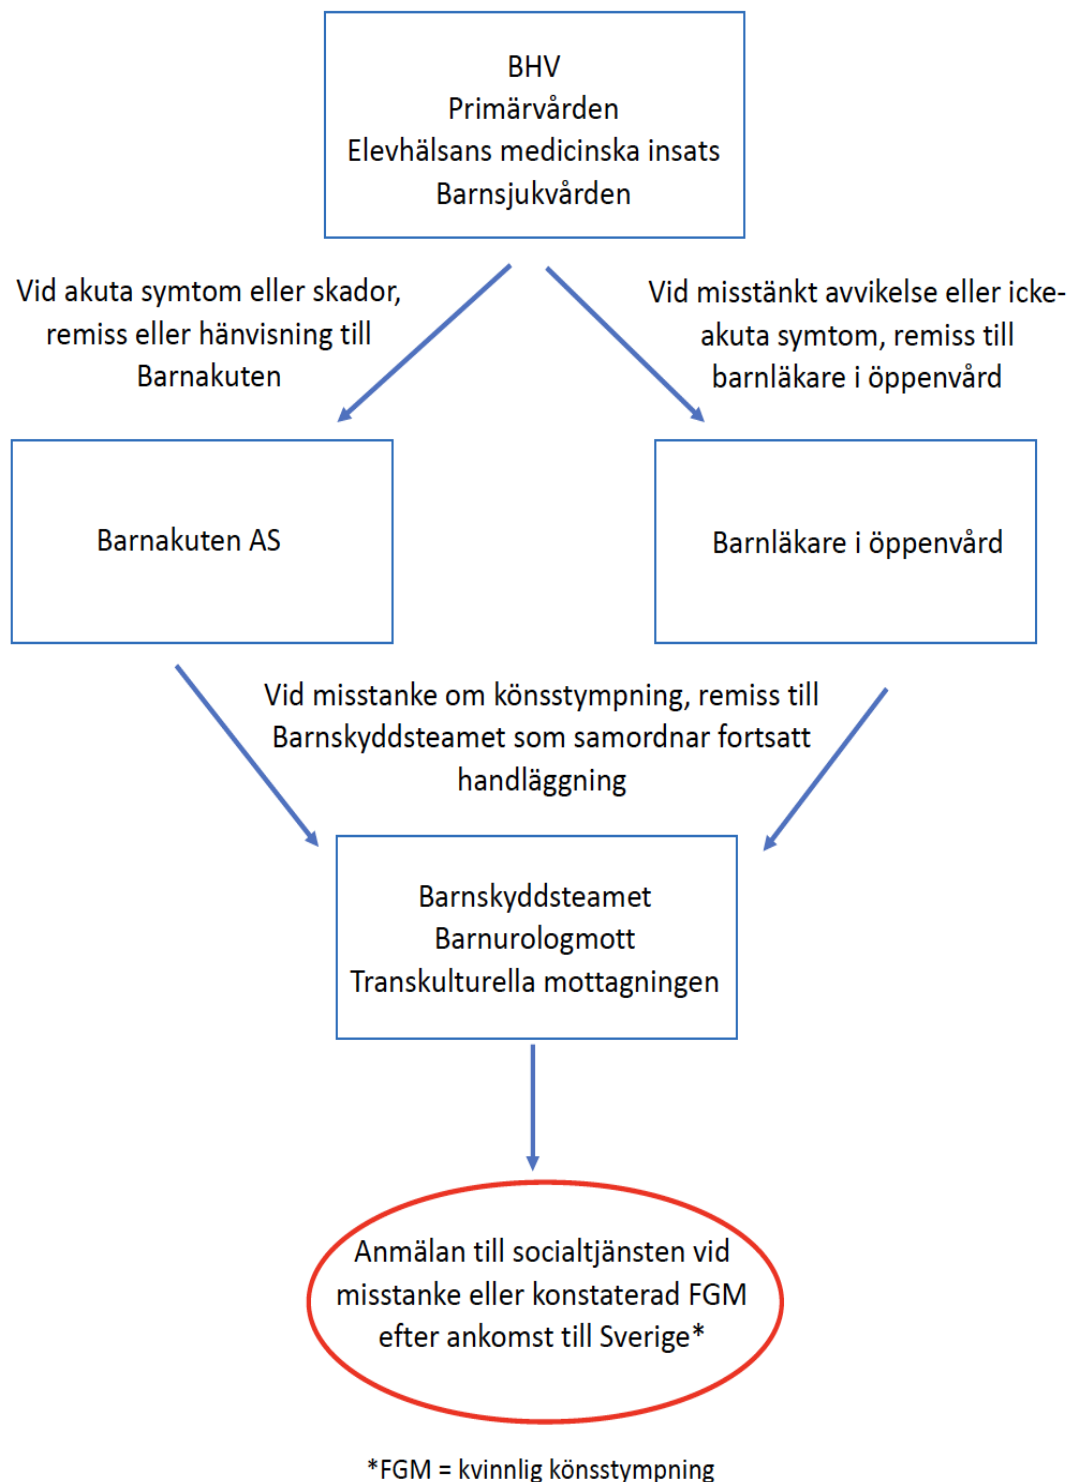 BHV
Primärvården
Elevhälsans medicinska insats
Barnsjukvården
Vid akuta symtom eller skador,
remiss eller hänvisning till
Barnakuten
Vid misstänkt avvikelse eller icke-
akuta symtom, remiss till
barnläkare i öppenvård
Barnakuten AS
Barnläkare i öppenvård
Vid misstanke om könsstympning, remiss till
Barnskyddsteamet som samordnar fortsatt
handläggning
Barnskyddsteamet
Barnurologmott
Transkulturella mottagningen
Anmälan till socialtjänsten vid
misstanke eller konstaterad FGM
efter ankomst till Sverige*
*FGM = kvinnlig könsstympning